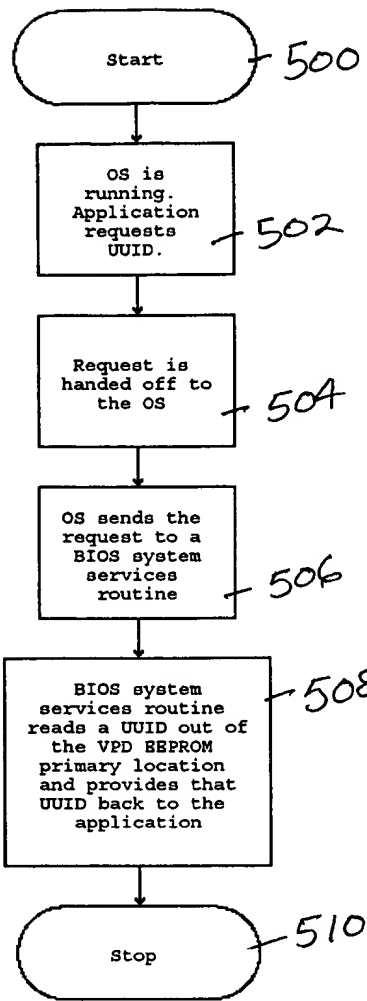 Start
500
OS is
running.
Application
requests
UUID.
502
Request is
handed off to
the OS
504
OS sends the
request to a
BIOS system
services
routine
506
BIOS system
services routine
reads a UUID out of
the VPD EEPROM
primary location
and provides that
UUID back to the
application
508
Stop
510